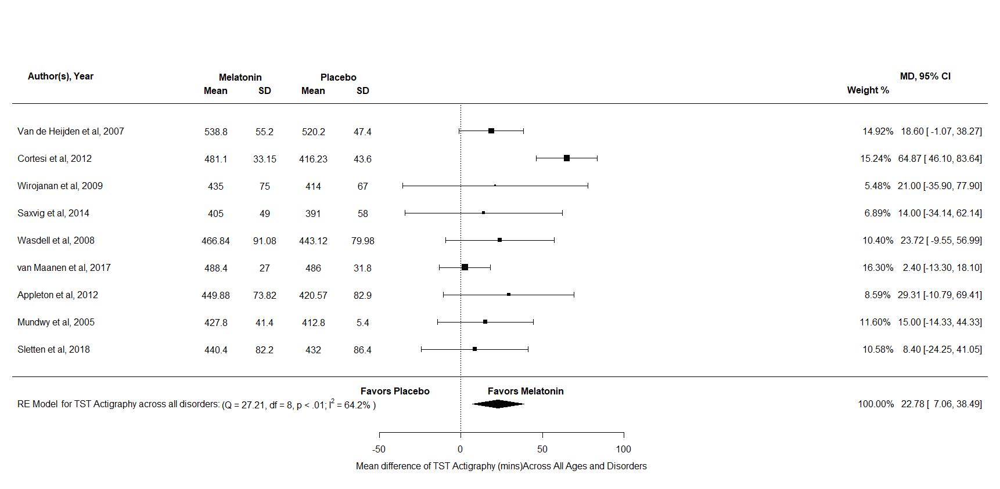 Author(s), Year Melatonin Placebo MD, 95% CI
Mean SD Mean SD Weight %
Van de Heijden et al, 2007 538.8 55.2 520.2 47.4 14.92% 18.60 [ -1.07, 38.27]
Cortesi et al, 2012 481.1 33.15 416.23 43.6 15.24% 64.87 [ 46.10, 83.64]
Wirojanan et al, 2009 435 75 414 67 5.48% 21.00 [-35.90, 77.90]
Saxvig et al, 2014 405 49 391 58 6.89% 14.00 [-34.14, 62.14]
Wasdell et al, 2008 466.84 91.08 443.12 79.98 10.40% 23.72 [ -9.55, 56.99]
van Maanen et al, 2017 488.4 27 486 31.8 16.30% 2.40 [-13.30, 18.10]
Appleton et al, 2012 449.88 73.82 420.57 82.9 8.59% 29.31 [-10.79, 69.41]
Mundwy et al, 2005 427.8 41.4 412.8 5.4 11.60% 15.00 [-14.33, 44.33]
Sletten et al, 2018 440.4 82.2 432 86.4 10.58% 8.40 [-24.25, 41.05]
Favors Placebo Favors Melatonin
RE Model for TST Actigraphy across all disorders: (Q = 27.21, df = 8, p < .01; I² = 64.2% ) 100.00% 22.78 [ 7.06, 38.49]
-50 0 50 100
Mean difference of TST Actigraphy (mins)Across All Ages and Disorders